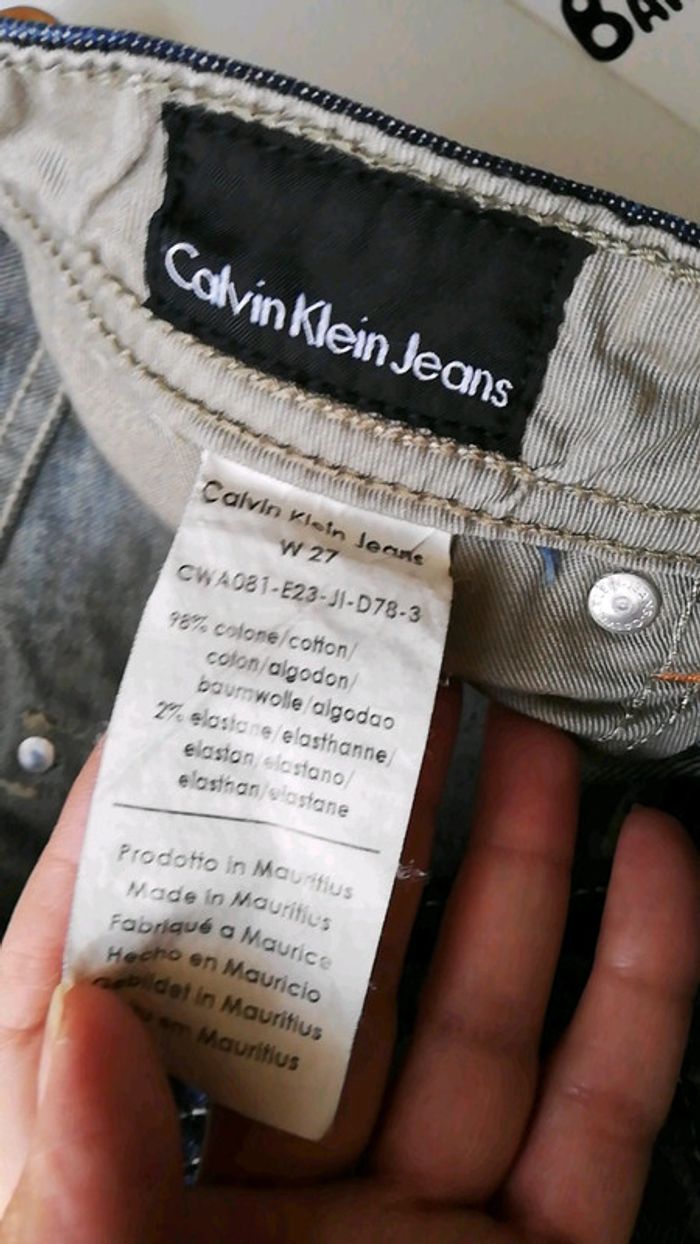 Calvin Klein Jeans
Calvin Klein Jeans
W 27
CWA081-E23-JI-D78-3
98% cotone/cotton/
coton/algodon/
baumwolle/algodao
2% elastane/elasthanne/
elastan/elastano/
elasthan/elastane
Prodotto in Mauritius
Made in Mauritius
Fabriqué a Maurice
Hecho en Mauricio
Gebildet in Mauritius
em Mauritius